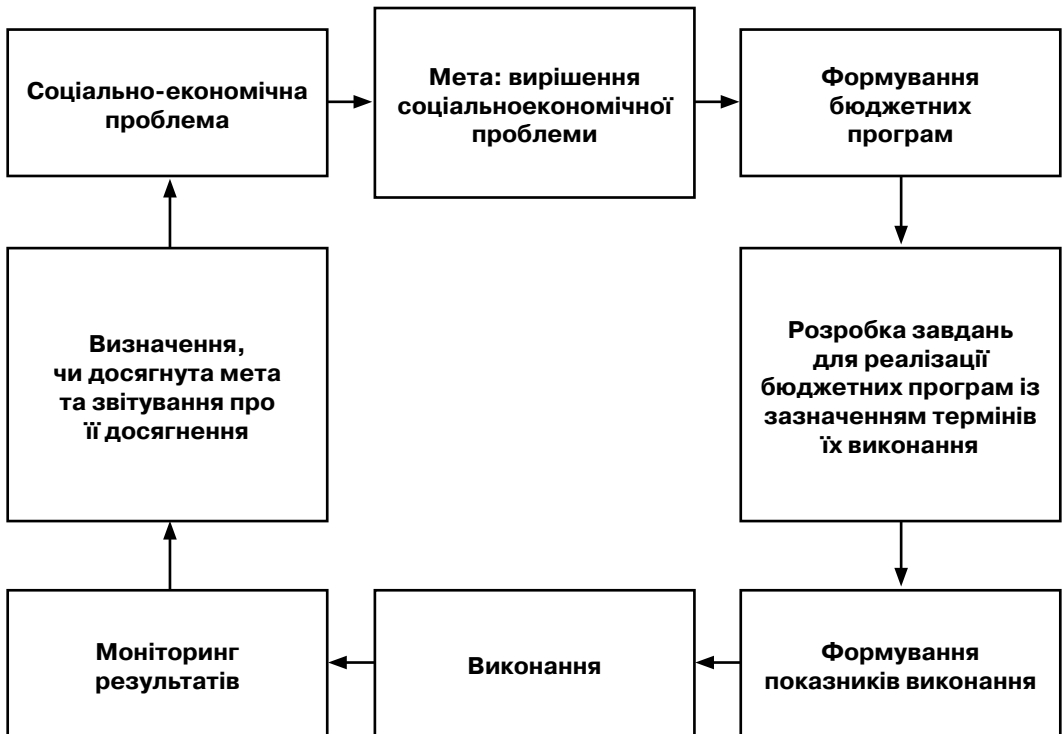 Соціально-економічна
проблема
Мета: вирішення
соціальноекономічної
проблеми
Формування
бюджетних
програм
Визначення,
чи досягнута мета
та звітування про
її досягнення
Розробка завдань
для реалізації
бюджетних програм із
зазначенням термінів
їх виконання
Моніторинг
результатів
Виконання
Формування
показників виконання